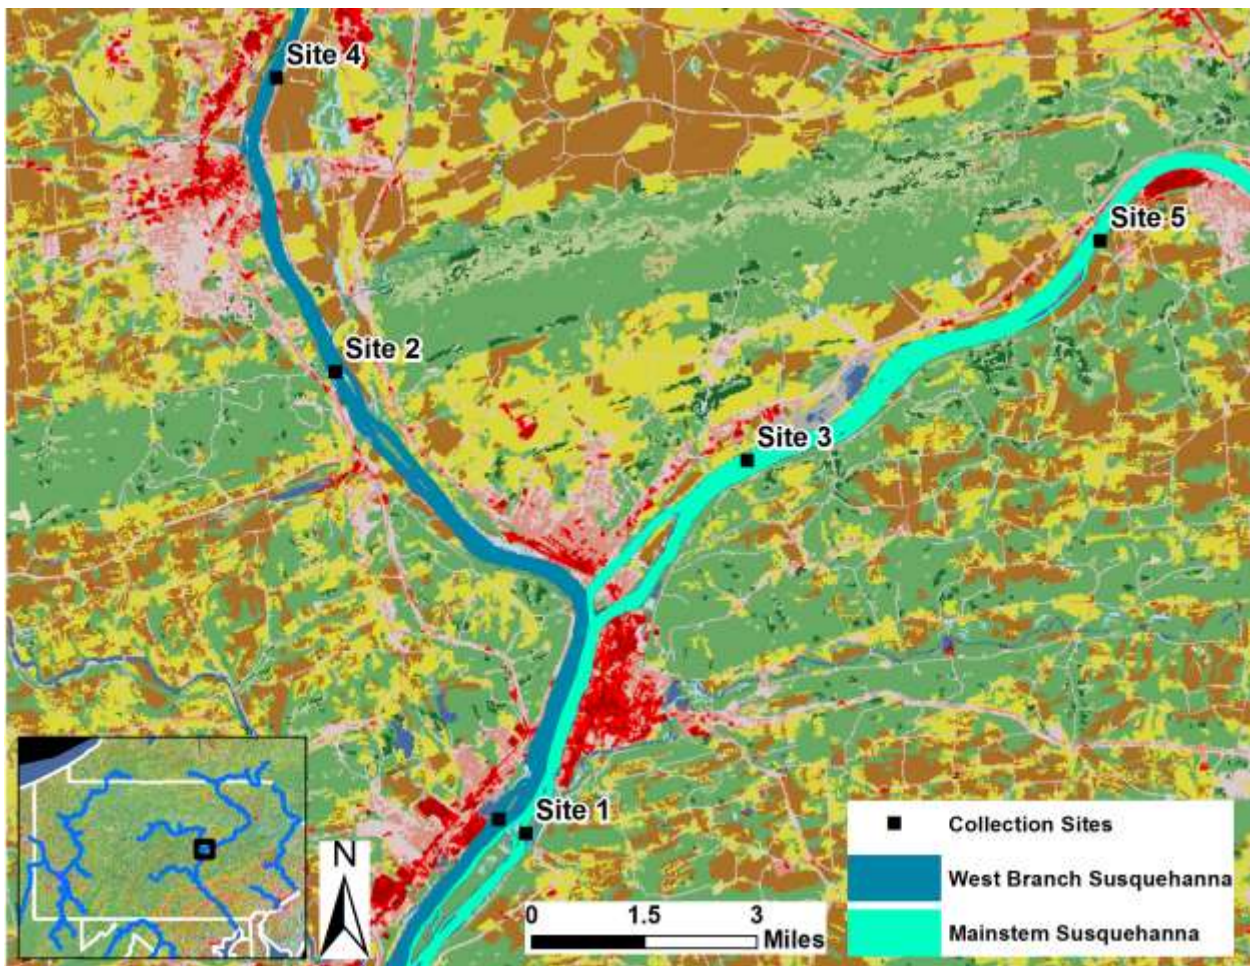 Site 4
Site 5
Site 2
Site 3
Site 1
N
0 1.5 3
Miles
Collection Sites
West Branch Susquehanna
Mainstem Susquehanna